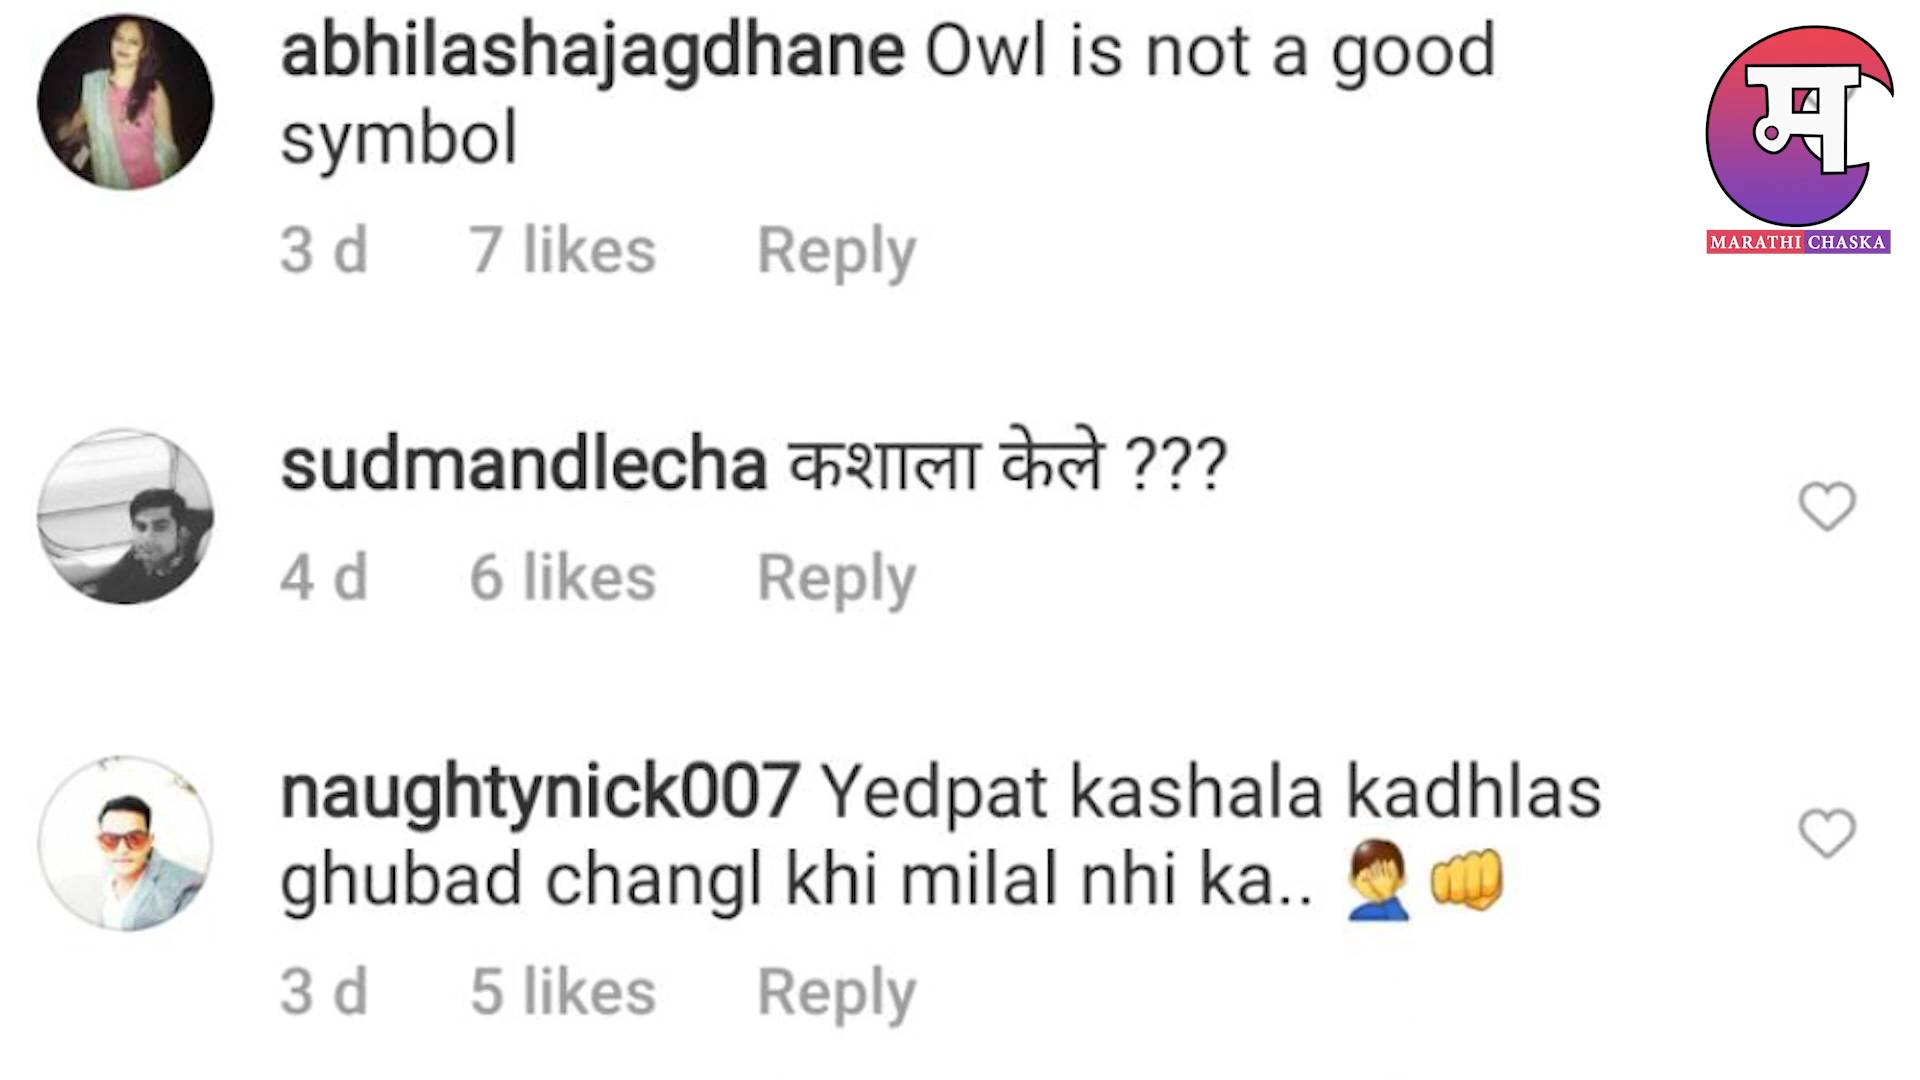 abhilashajagdhane Owl is not a good
symbol
3 d 7 likes Reply
म
MARATHI CHASKA
sudmandlecha कशाला केले ???
4 d 6 likes Reply
naughtynick007 Yedpat kashala kadhlas
ghubad changl khi milal nhi ka.. 🤦‍♂️👊
3 d 5 likes Reply